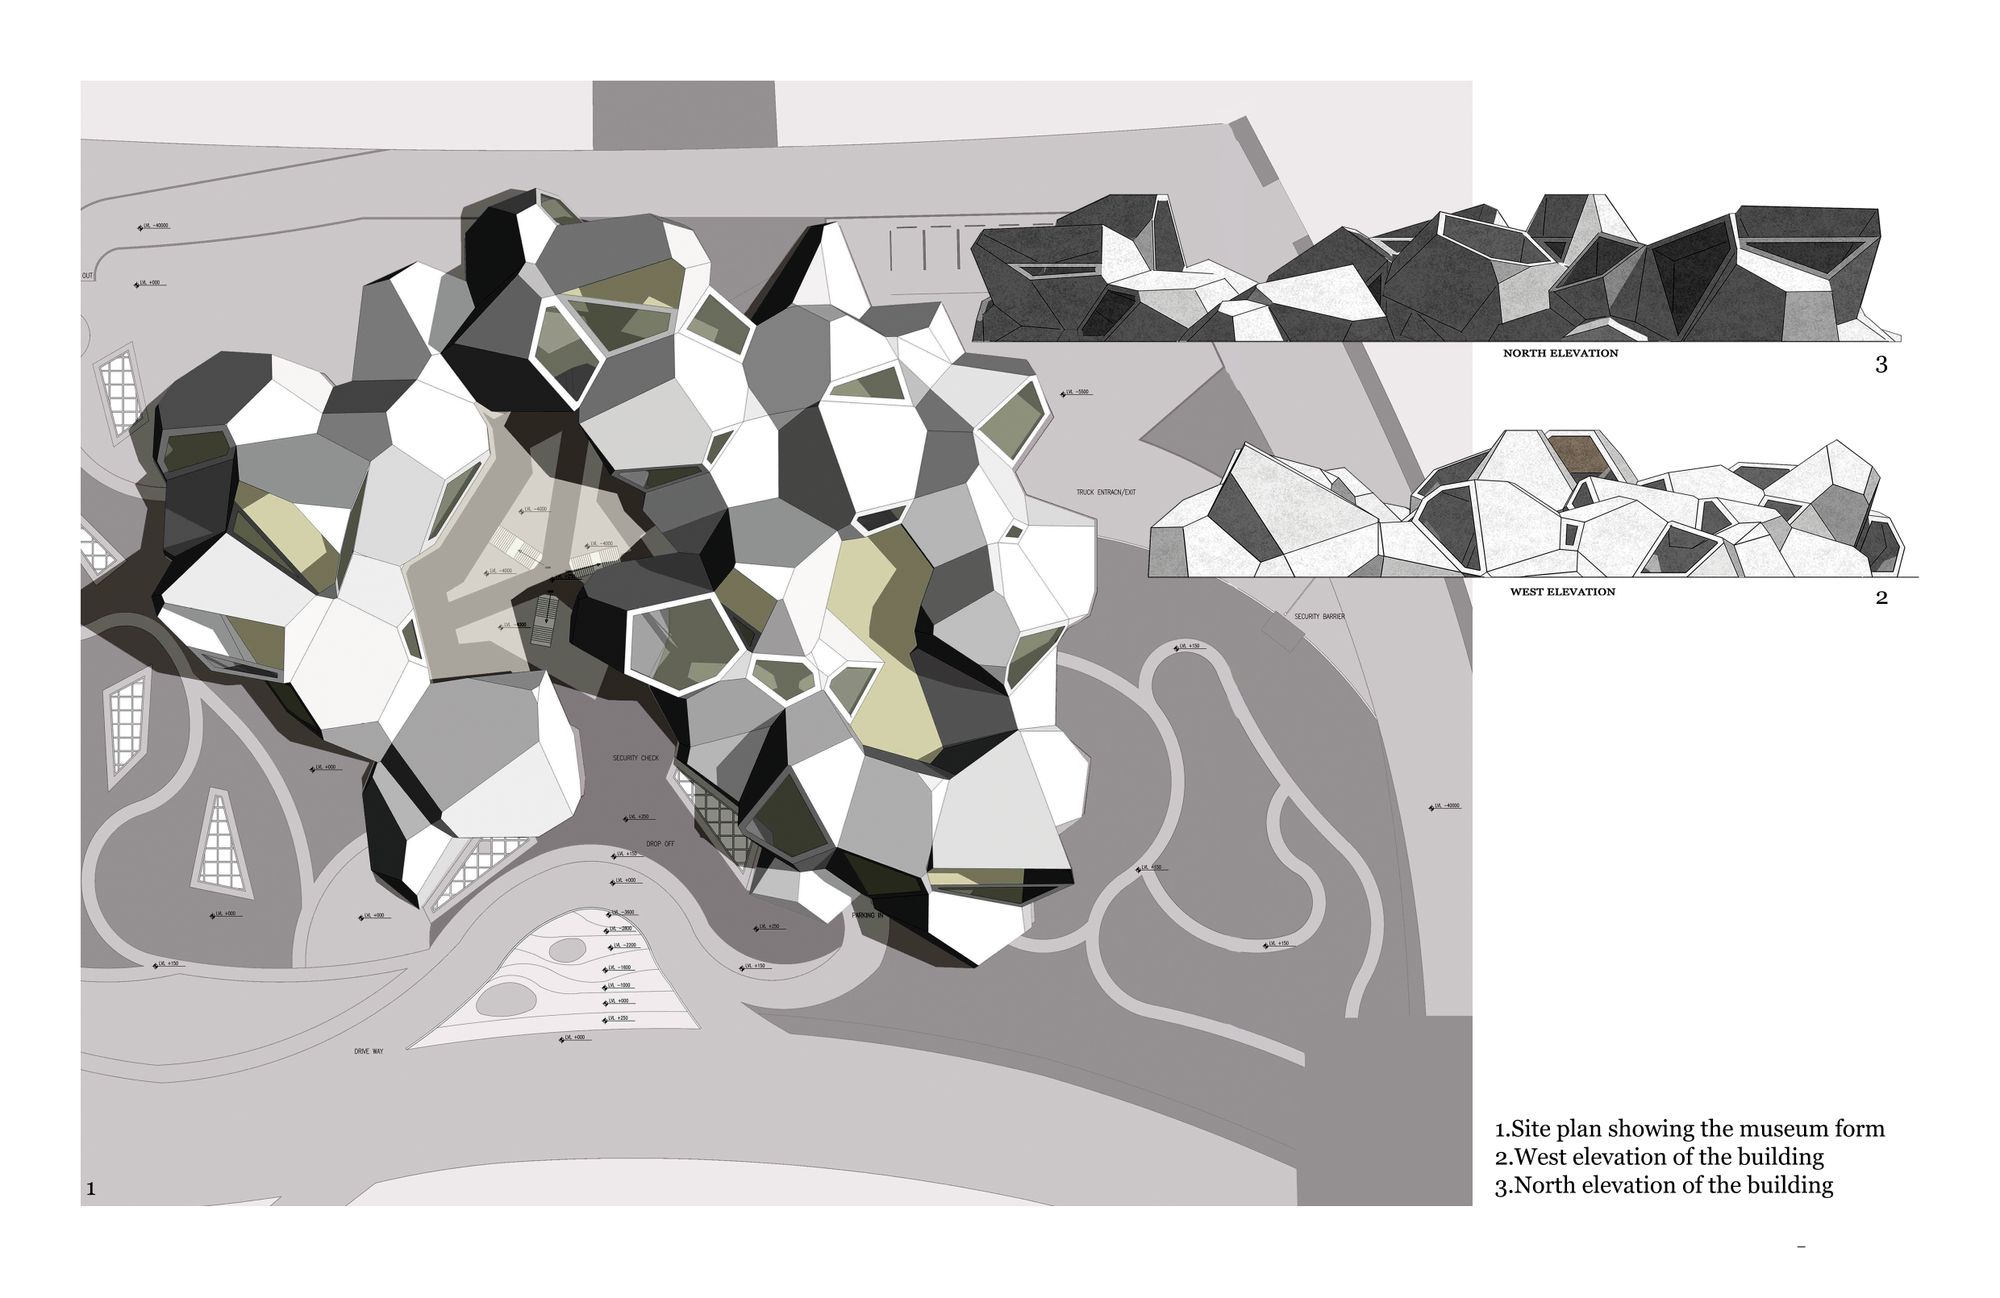 LVL -40000
OUT
LVL +000
NORTH ELEVATION
3
LVL -5500
TRUCK ENTRACN/EXIT
LVL -4000
LVL -4000
LVL -4000
LVL -4000
WEST ELEVATION
2
SECURITY BARRIER
LVL +150
SECURITY CHECK
LVL +000
LVL -40000
LVL +250
DROP OFF
LVL +150
LVL +000
LVL +150
LVL +000
LVL +000
LVL -3600
PARKING IN
LVL +250
LVL -2800
LVL -2200
LVL +150
LVL +150
LVL -1600
LVL +150
LVL -1000
LVL +000
LVL +250
LVL +000
DRIVE WAY
1.Site plan showing the museum form
2.West elevation of the building
3.North elevation of the building
1